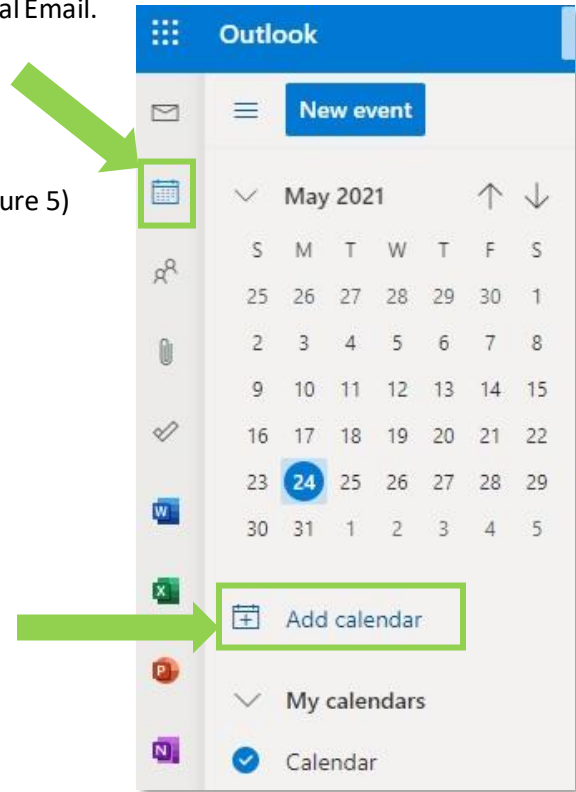 al Email.
Outlook
New event
ure 5)
May 2021
S M T W T F S
25 26 27 28 29 30 1
2 3 4 5 6 7 8
9 10 11 12 13 14 15
16 17 18 19 20 21 22
23 24 25 26 27 28 29
30 31 1 2 3 4 5
W
X
Add calendar
P
My calendars
N
Calendar